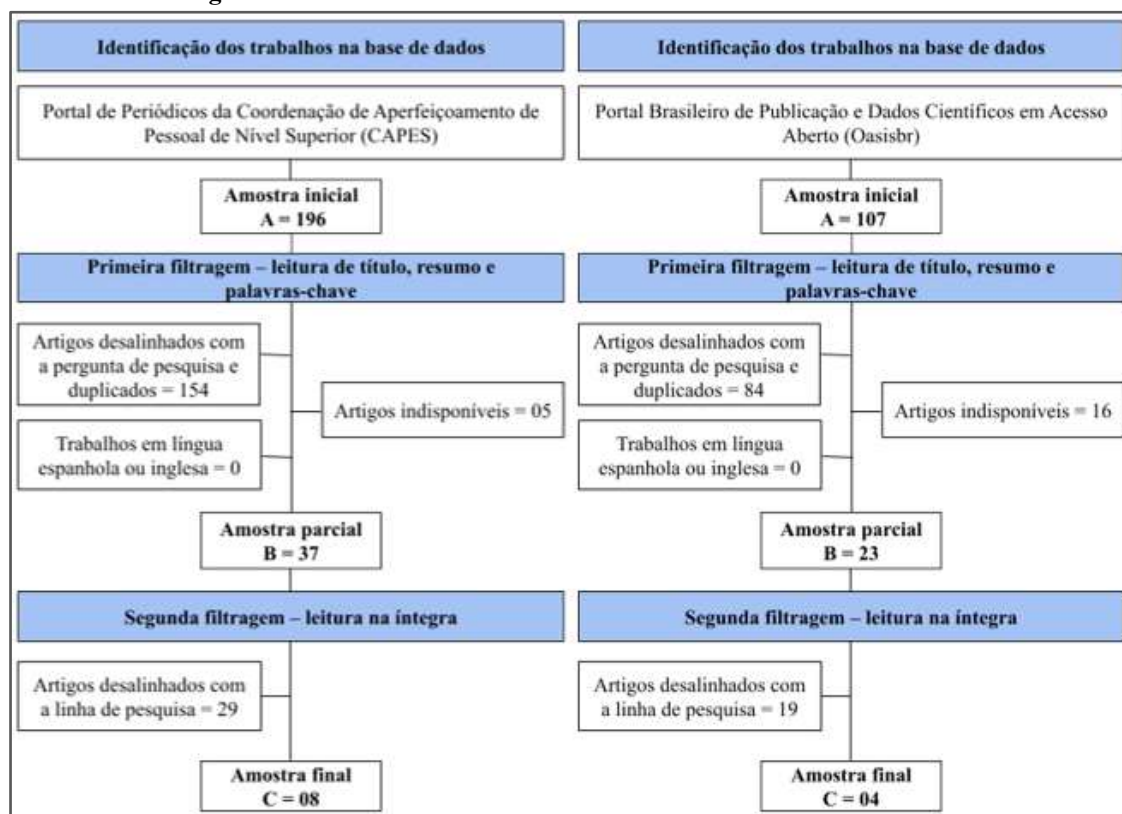 Identificação dos trabalhos na base de dados
Portal de Periódicos da Coordenação de Aperfeiçoamento de
Pessoal de Nível Superior (CAPES)
Amostra inicial
A = 196
Primeira filtragem – leitura de título, resumo e
palavras-chave
Artigos desalinhados com
a pergunta de pesquisa e
duplicados = 154
Artigos indisponíveis = 05
Trabalhos em língua
espanhola ou inglesa = 0
Amostra parcial
B = 37
Segunda filtragem – leitura na íntegra
Artigos desalinhados com
a linha de pesquisa = 29
Amostra final
C = 08
Identificação dos trabalhos na base de dados
Portal Brasileiro de Publicação e Dados Científicos em Acesso
Aberto (Oasisbr)
Amostra inicial
A = 107
Primeira filtragem – leitura de título, resumo e
palavras-chave
Artigos desalinhados com
a pergunta de pesquisa e
duplicados = 84
Artigos indisponíveis = 16
Trabalhos em língua
espanhola ou inglesa = 0
Amostra parcial
B = 23
Segunda filtragem – leitura na íntegra
Artigos desalinhados com
a linha de pesquisa = 19
Amostra final
C = 04